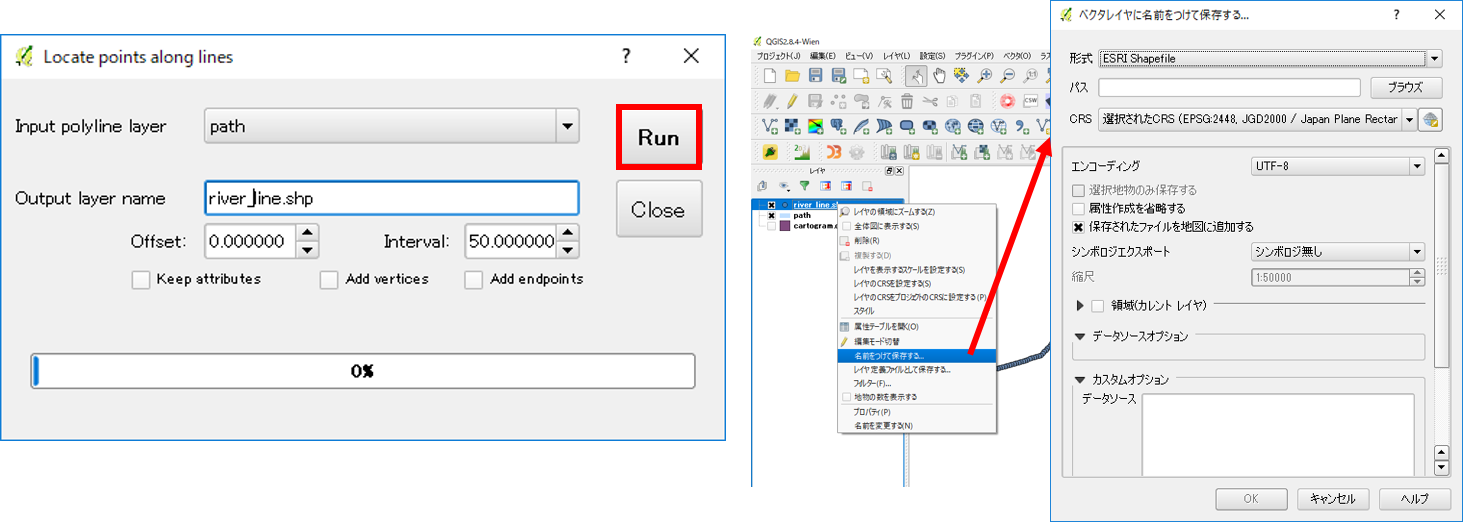 Locate points along lines
Input polyline layer
path
Run
Output layer name
river_line.shp
Close
Offset:
0.000000
Interval:
50.000000
Keep attributes
Add vertices
Add endpoints
0%
QGIS2.8.4-Wien
プロジェクト(J)
編集(E)
ビュー(V)
レイヤ(L)
設定(S)
プラグイン(P)
ベクタ(O)
CSW
レイヤ
river_line.sh
path
cartogram.
レイヤの領域にズームする(Z)
全体図に表示する(S)
削除(R)
複製する(D)
レイヤを表示するスケールを設定する(S)
レイヤのCRSを設定する(S)
レイヤのCRSをプロジェクトのCRSに設定する(P)
スタイル
属性テーブルを開く(O)
編集モード切替
名前をつけて保存する...
レイヤ定義ファイルとして保存する...
フィルター(F)...
地物の数を表示する
プロパティ(P)
名前を変更する(N)
ベクタレイヤに名前をつけて保存する...
形式
ESRI Shapefile
パス
ブラウズ
CRS
選択されたCRS (EPSG:2448, JGD2000 / Japan Plane Rectar
エンコーディング
UTF-8
選択地物のみ保存する
属性作成を省略する
保存されたファイルを地図に追加する
シンボロジエクスポート
シンボロジ無し
縮尺
1:50000
領域(カレント レイヤ)
データソースオプション
カスタムオプション
データソース
OK
キャンセル
ヘルプ